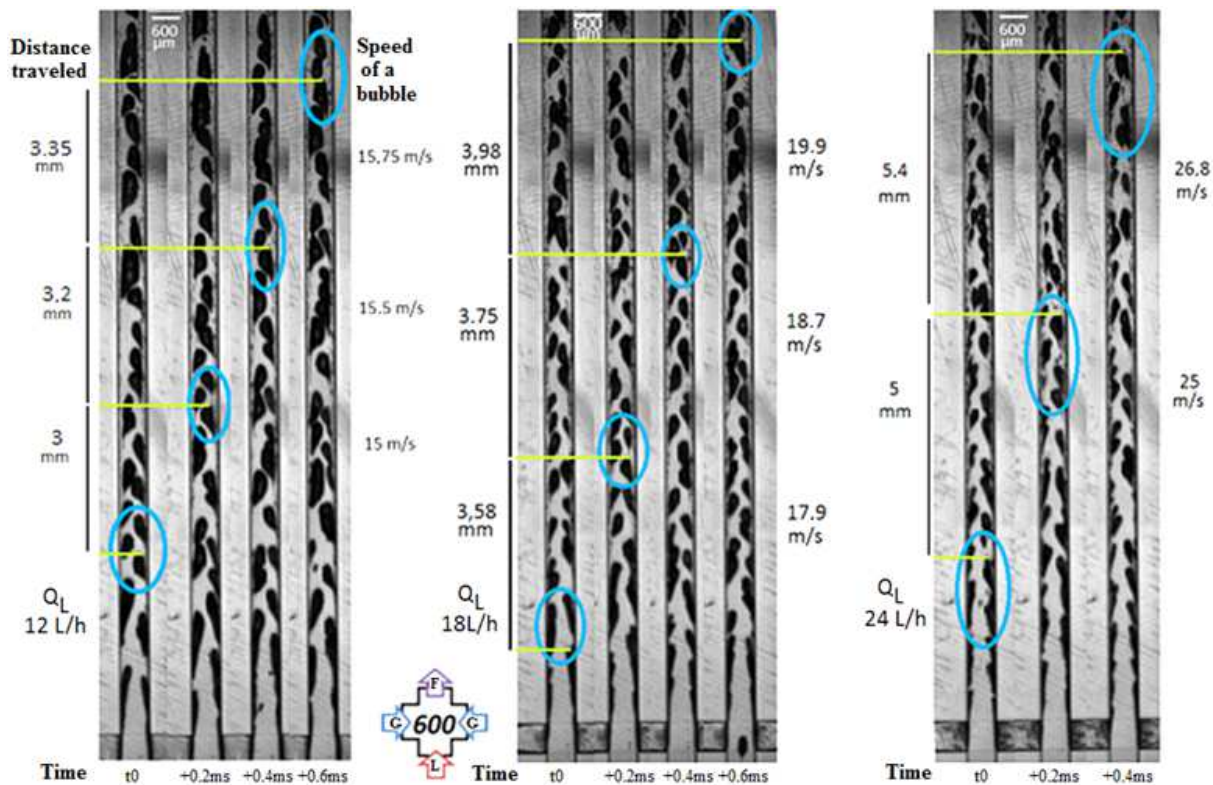 Distance
traveled
600
µm
Speed
of a
bubble
3.35
mm
15,75 m/s
3,2
mm
15.5 m/s
3
mm
15 m/s
QL
12 L/h
Time
t0
+0.2ms
+0.4ms
+0.6ms
F
G
600
G
L
600
µm
3,98
mm
19.9
m/s
3.75
mm
18.7
m/s
3,58
mm
17.9
m/s
QL
18L/h
Time
t0
+0.2ms
+0.4ms
+0.6ms
600
µm
5.4
mm
26.8
m/s
5
mm
25
m/s
QL
24 L/h
Time
t0
+0.2ms
+0.4ms